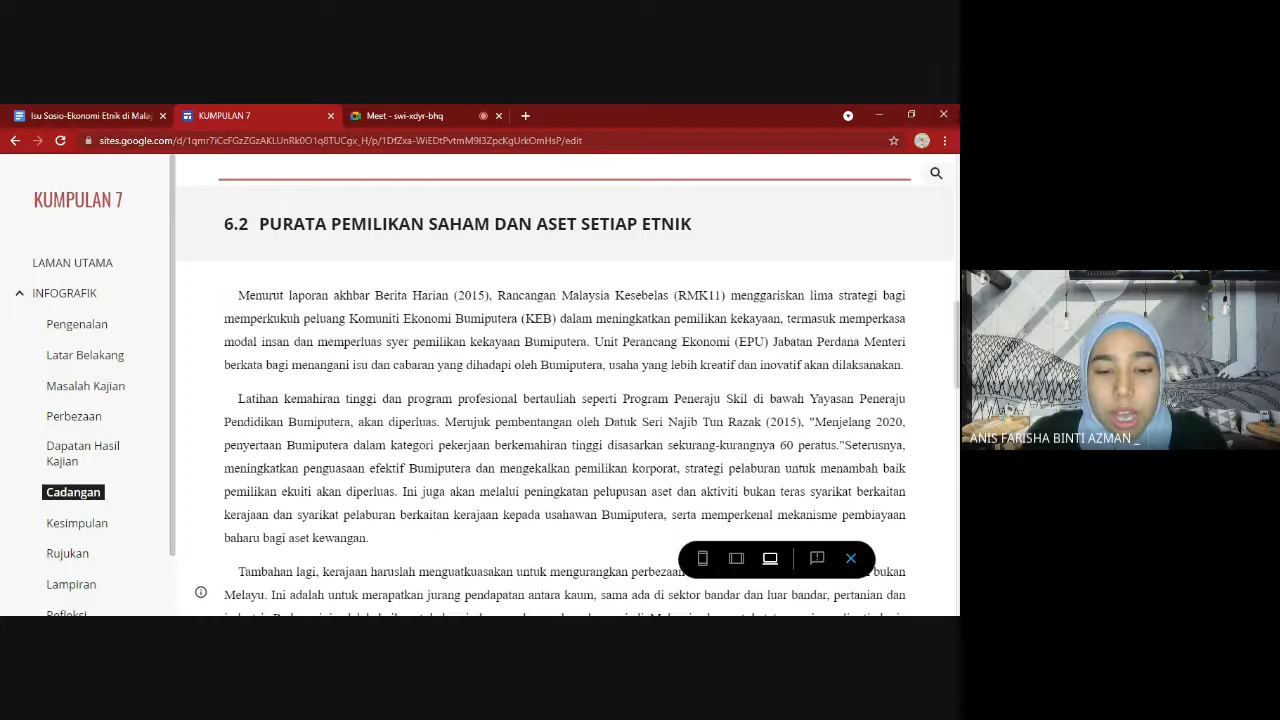 Isu Sosio-Ekonomi Etnik di Malay
KUMPULAN 7
Meet - swi-xdyr-bhq
sites.google.com/d/1qmr7iCcFGzZGzAKLUnRk0O1q8TUCgx_H/p/1DfZxa-WiEDtPvtmM9I3ZpcKgUrkOmHsP/edit
KUMPULAN 7
LAMAN UTAMA
INFOGRAFIK
Pengenalan
Latar Belakang
Masalah Kajian
Perbezaan
Dapatan Hasil
Kajian
Cadangan
Kesimpulan
Rujukan
Lampiran
Refleksi
6.2 PURATA PEMILIKAN SAHAM DAN ASET SETIAP ETNIK
Menurut laporan akhbar Berita Harian (2015), Rancangan Malaysia Kesebelas (RMK11) menggariskan lima strategi bagi
memperkukuh peluang Komuniti Ekonomi Bumiputera (KEB) dalam meningkatkan pemilikan kekayaan, termasuk memperkasa
modal insan dan memperluas syer pemilikan kekayaan Bumiputera. Unit Perancang Ekonomi (EPU) Jabatan Perdana Menteri
berkata bagi menangani isu dan cabaran yang dihadapi oleh Bumiputera, usaha yang lebih kreatif dan inovatif akan dilaksanakan.
Latihan kemahiran tinggi dan program profesional bertauliah seperti Program Peneraju Skil di bawah Yayasan Peneraju
Pendidikan Bumiputera, akan diperluas. Merujuk pembentangan oleh Datuk Seri Najib Tun Razak (2015), "Menjelang 2020,
penyertaan Bumiptera dalam kategori pekerjaan berkemahiran tinggi disasarkan sekurang-kurangnya 60 peratus."Seterusnya,
meningkatkan penguasaan efektif Bumiputera dan mengekalkan pemilikan korporat, strategi pelaburan untuk menambah baik
pemilikan ekuiti akan diperluas. Ini juga akan melalui peningkatan pelupusan aset dan aktiviti bukan teras syarikat berkaitan
kerajaan dan syarikat pelaburan berkaitan kerajaan kepada usahawan Bumiputera, serta memperkenal mekanisme pembiayaan
baharu bagi aset kewangan.
Tambahan lagi, kerajaan haruslah menguatkuasakan untuk mengurangkan perbezaan bukan
Melayu. Ini adalah untuk merapatkan jurang pendapatan antara kaum, sama ada di sektor bandar dan luar bandar, pertanian dan
ANIS FARISHA BINTI AZMAN _